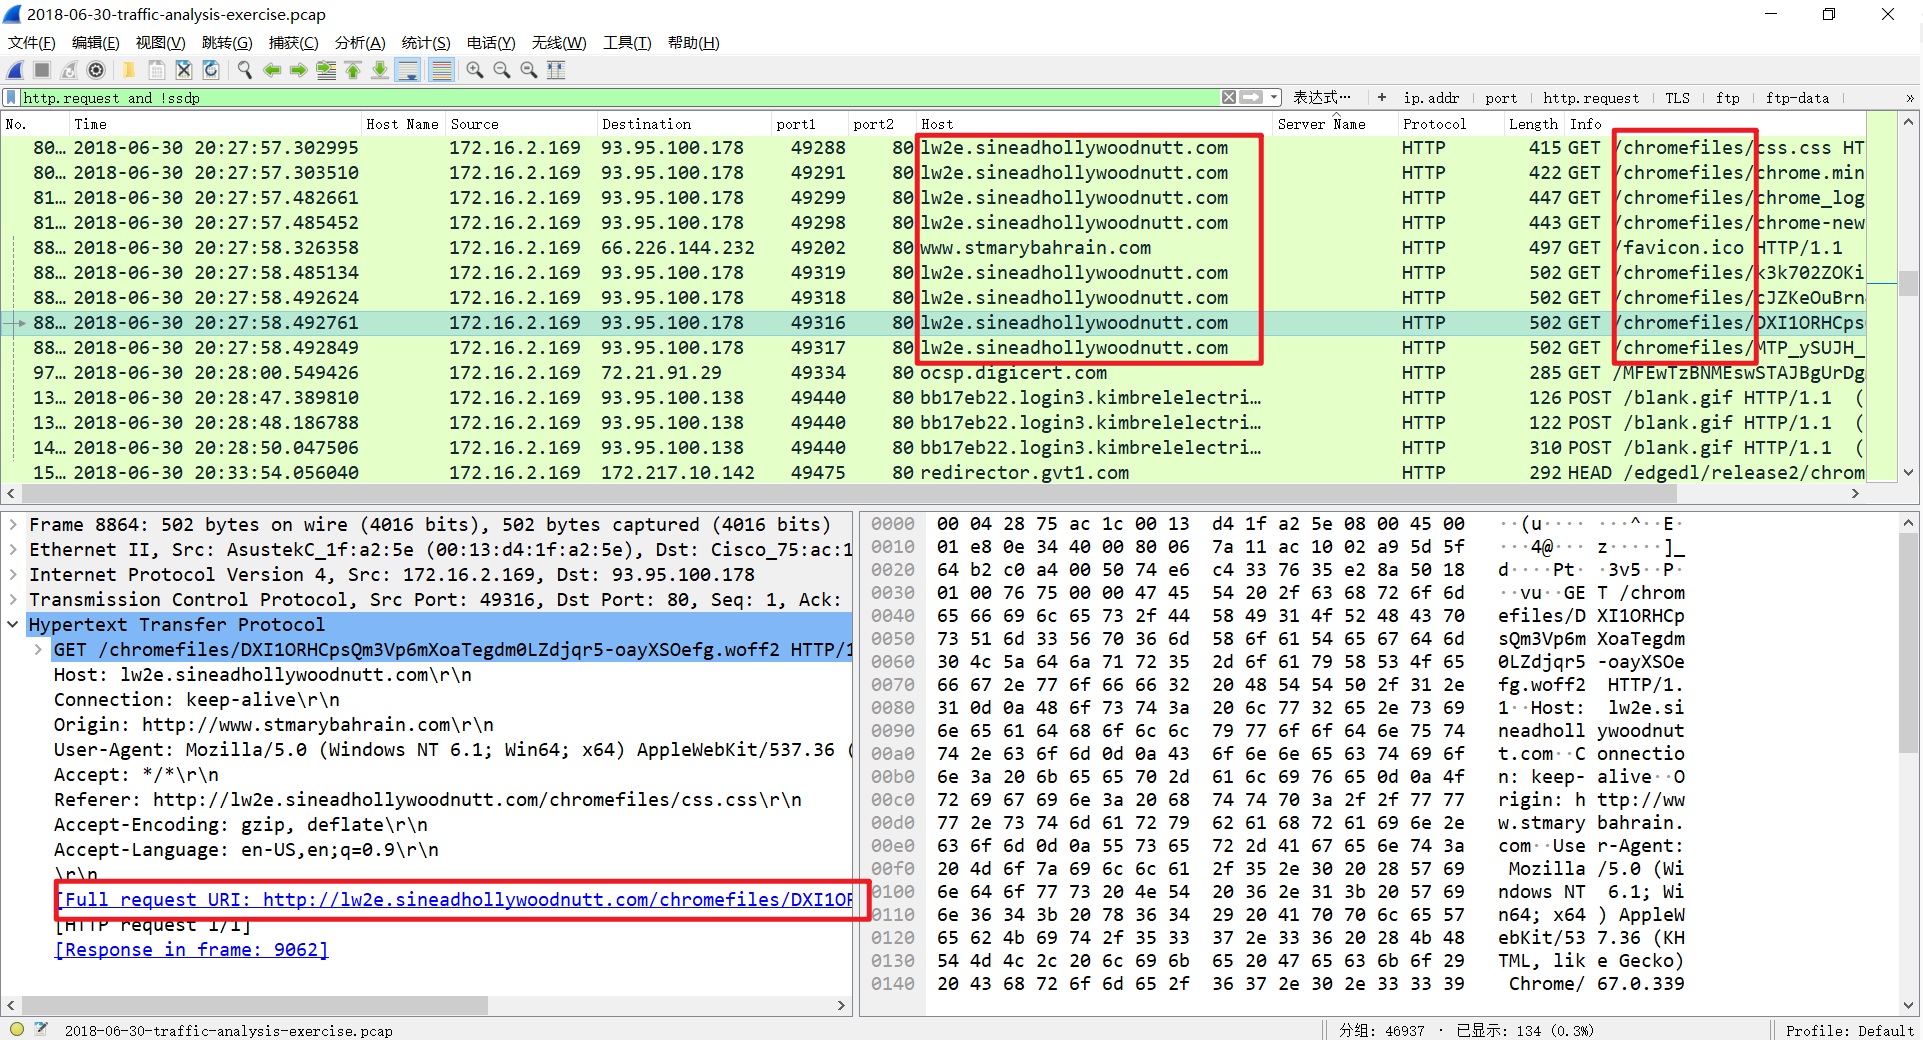 2018-06-30-traffic-analysis-exercise.pcap
文件(F) 编辑(E) 视图(V) 跳转(G) 捕获(C) 分析(A) 统计(S) 电话(Y) 无线(W) 工具(T) 帮助(H)
http.request and !ssdp 表达式… + ip.addr port http.request TLS ftp ftp-data »
No. Time Host Name Source Destination port1 port2 Host Server Name Protocol Length Info
80… 2018-06-30 20:27:57.302995 172.16.2.169 93.95.100.178 49288 80 lw2e.sineadhollywoodnutt.com HTTP 415 GET /chromefiles/css.css HT
80… 2018-06-30 20:27:57.303510 172.16.2.169 93.95.100.178 49291 80 lw2e.sineadhollywoodnutt.com HTTP 422 GET /chromefiles/chrome.min
81… 2018-06-30 20:27:57.482661 172.16.2.169 93.95.100.178 49299 80 lw2e.sineadhollywoodnutt.com HTTP 447 GET /chromefiles/chrome_log
81… 2018-06-30 20:27:57.485452 172.16.2.169 93.95.100.178 49298 80 lw2e.sineadhollywoodnutt.com HTTP 443 GET /chromefiles/chrome-new
88… 2018-06-30 20:27:58.326358 172.16.2.169 66.226.144.232 49202 80 www.stmarybahrain.com HTTP 497 GET /favicon.ico HTTP/1.1
88… 2018-06-30 20:27:58.485134 172.16.2.169 93.95.100.178 49319 80 lw2e.sineadhollywoodnutt.com HTTP 502 GET /chromefiles/k3k702ZOKi
88… 2018-06-30 20:27:58.492624 172.16.2.169 93.95.100.178 49318 80 lw2e.sineadhollywoodnutt.com HTTP 502 GET /chromefiles/cJZKeOuBrn
88… 2018-06-30 20:27:58.492761 172.16.2.169 93.95.100.178 49316 80 lw2e.sineadhollywoodnutt.com HTTP 502 GET /chromefiles/DXI1ORHCps
88… 2018-06-30 20:27:58.492849 172.16.2.169 93.95.100.178 49317 80 lw2e.sineadhollywoodnutt.com HTTP 502 GET /chromefiles/MTP_ySUJH_
97… 2018-06-30 20:28:00.549426 172.16.2.169 72.21.91.29 49334 80 ocsp.digicert.com HTTP 285 GET /MFEwTzBNMEswSTAJBgUrDg
13… 2018-06-30 20:28:47.389810 172.16.2.169 93.95.100.138 49440 80 bb17eb22.login3.kimbrelelectri… HTTP 126 POST /blank.gif HTTP/1.1 (
13… 2018-06-30 20:28:48.186788 172.16.2.169 93.95.100.138 49440 80 bb17eb22.login3.kimbrelelectri… HTTP 122 POST /blank.gif HTTP/1.1 (
14… 2018-06-30 20:28:50.047506 172.16.2.169 93.95.100.138 49440 80 bb17eb22.login3.kimbrelelectri… HTTP 310 POST /blank.gif HTTP/1.1 (
15… 2018-06-30 20:33:54.056040 172.16.2.169 172.217.10.142 49475 80 redirector.gvt1.com HTTP 292 HEAD /edgedl/release2/chrom
Frame 8864: 502 bytes on wire (4016 bits), 502 bytes captured (4016 bits)
Ethernet II, Src: AsustekC_1f:a2:5e (00:13:d4:1f:a2:5e), Dst: Cisco_75:ac:1
Internet Protocol Version 4, Src: 172.16.2.169, Dst: 93.95.100.178
Transmission Control Protocol, Src Port: 49316, Dst Port: 80, Seq: 1, Ack:
Hypertext Transfer Protocol
GET /chromefiles/DXI1ORHCpsQm3Vp6mXoaTegdm0LZdjqr5-oayXSOefg.woff2 HTTP/1
Host: lw2e.sineadhollywoodnutt.com\r\n
Connection: keep-alive\r\n
Origin: http://www.stmarybahrain.com\r\n
User-Agent: Mozilla/5.0 (Windows NT 6.1; Win64; x64) AppleWebKit/537.36 (
Accept: */*\r\n
Referer: http://lw2e.sineadhollywoodnutt.com/chromefiles/css.css\r\n
Accept-Encoding: gzip, deflate\r\n
Accept-Language: en-US,en;q=0.9\r\n
\r\n
[Full request URI: http://lw2e.sineadhollywoodnutt.com/chromefiles/DXI1OR
[HTTP request 1/1]
[Response in frame: 9062]
0000 00 04 28 75 ac 1c 00 13 d4 1f a2 5e 08 00 45 00 ··(u···· ···^··E·
0010 01 e8 0e 34 40 00 80 06 7a 11 ac 10 02 a9 5d 5f ···4@··· z·····]_
0020 64 b2 c0 a4 00 50 74 e6 c4 33 76 35 e2 8a 50 18 d····Pt· ·3v5··P·
0030 01 00 76 75 00 00 47 45 54 20 2f 63 68 72 6f 6d ··vu··GE T /chrom
0040 65 66 69 6c 65 73 2f 44 58 49 31 4f 52 48 43 70 efiles/D XI1ORHCp
0050 73 51 6d 33 56 70 36 6d 58 6f 61 54 65 67 64 6d sQm3Vp6m XoaTegdm
0060 30 4c 5a 64 6a 71 72 35 2d 6f 61 79 58 53 4f 65 0LZdjqr5 -oayXSOe
0070 66 67 2e 77 6f 66 66 32 20 48 54 54 50 2f 31 2e fg.woff2 HTTP/1.
0080 31 0d 0a 48 6f 73 74 3a 20 6c 77 32 65 2e 73 69 1··Host: lw2e.si
0090 6e 65 61 64 68 6f 6c 6c 79 77 6f 6f 64 6e 75 74 neadholl ywoodnut
00a0 74 2e 63 6f 6d 0d 0a 43 6f 6e 6e 65 63 74 69 6f t.com··C onnectio
00b0 6e 3a 20 6b 65 65 70 2d 61 6c 69 76 65 0d 0a 4f n: keep- alive··O
00c0 72 69 67 69 6e 3a 20 68 74 74 70 3a 2f 2f 77 77 rigin: h ttp://ww
00d0 77 2e 73 74 6d 61 72 79 62 61 68 72 61 69 6e 2e w.stmary bahrain.
00e0 63 6f 6d 0d 0a 55 73 65 72 2d 41 67 65 6e 74 3a com··Use r-Agent:
00f0 20 4d 6f 7a 69 6c 6c 61 2f 35 2e 30 20 28 57 69 Mozilla /5.0 (Wi
0100 6e 64 6f 77 73 20 4e 54 20 36 2e 31 3b 20 57 69 ndows NT 6.1; Wi
0110 6e 36 34 3b 20 78 36 34 29 20 41 70 70 6c 65 57 n64; x64 ) AppleW
0120 65 62 4b 69 74 2f 35 33 37 2e 33 36 20 28 4b 48 ebKit/53 7.36 (KH
0130 54 4d 4c 2c 20 6c 69 6b 65 20 47 65 63 6b 6f 29 TML, lik e Gecko)
0140 20 43 68 72 6f 6d 65 2f 36 37 2e 30 2e 33 33 39 Chrome/ 67.0.339
2018-06-30-traffic-analysis-exercise.pcap 分组: 46937 · 已显示: 134 (0.3%) Profile: Default